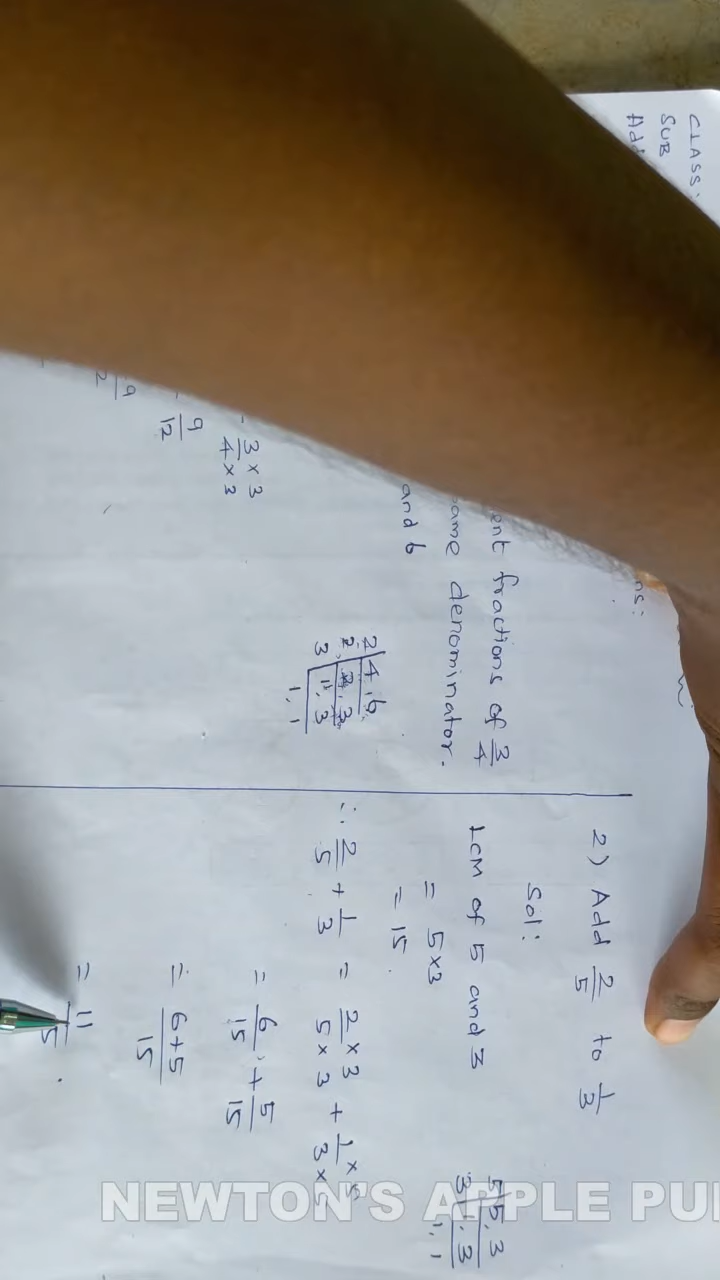 CLASS:
SUB
Add
ns:
ent fractions of 3/4
ame denominator.
and 6
2 | 4, 6
2 | 2, 3
3 | 1, 3
1, 1
3 × 3
4 × 3
9/12
2) Add 2/5 to 1/3
Sol:
LCM of 5 and 3
= 5×3
= 15
5 | 5, 3
3 | 1, 3
1, 1
∴ 2/5 + 1/3 = 2×3/5×3 + 1×5/3×
= 6/15 + 5/15
= 6+5/15
= 11/
NEWTON'S APPLE PU